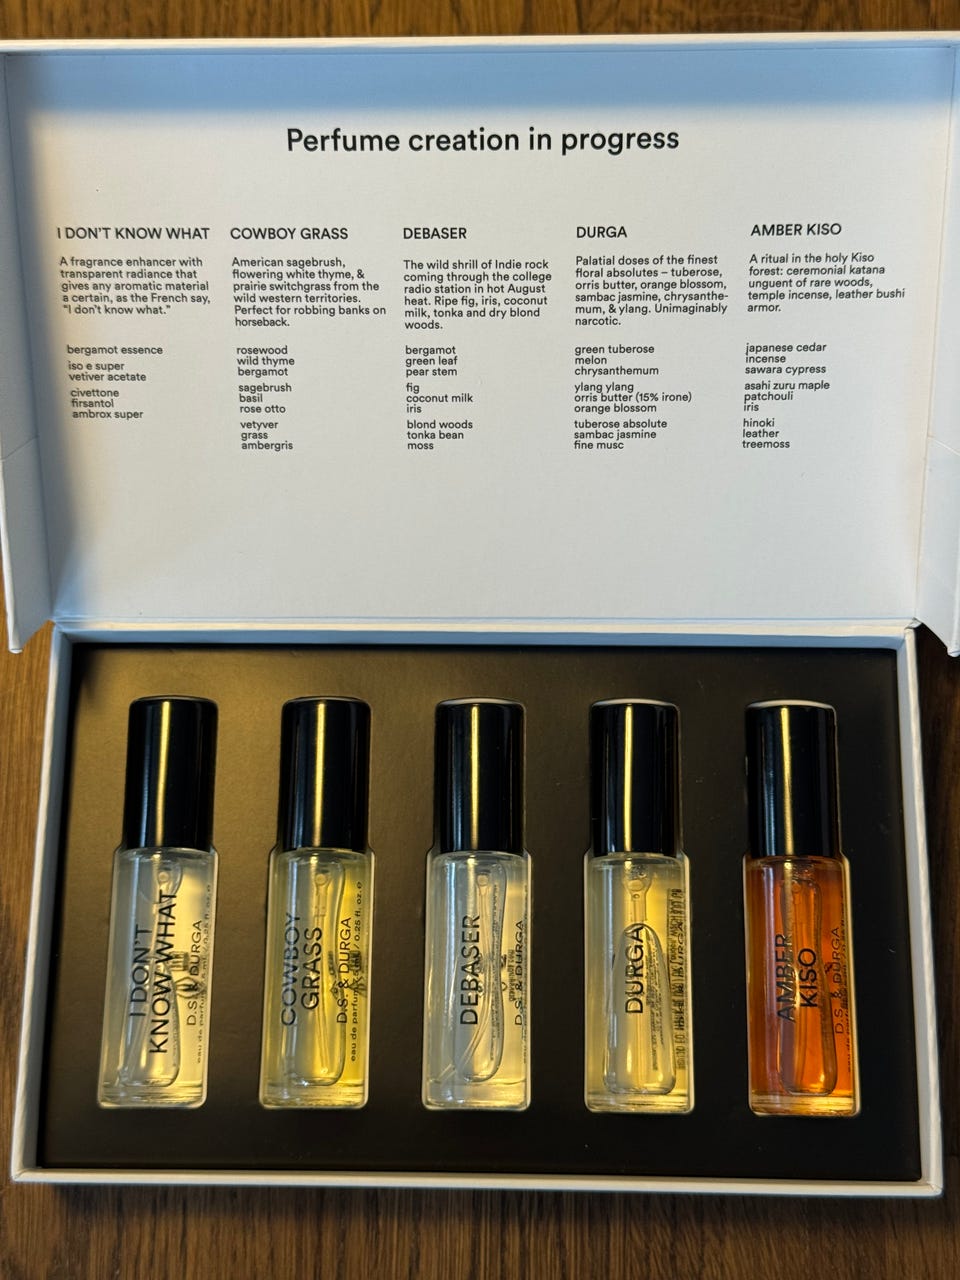 Perfume creation in progress
I DON'T KNOW WHAT
A fragrance enhancer with
transparent radiance that
gives any aromatic material
a certain, as the French say,
"I don't know what."
bergamot essence
iso e super
vetiver acetate
civettone
firsantol
ambrox super
COWBOY GRASS
American sagebrush,
flowering white thyme, &
prairie switchgrass from the
wild western territories.
Perfect for robbing banks on
horseback.
rosewood
wild thyme
bergamot
sagebrush
basil
rose otto
vetyver
grass
ambergris
DEBASER
The wild shrill of Indie rock
coming through the college
radio station in hot August
heat. Ripe fig, iris, coconut
milk, tonka and dry blond
woods.
bergamot
green leaf
pear stem
fig
coconut milk
iris
blond woods
tonka bean
moss
DURGA
Palatial doses of the finest
floral absolutes – tuberose,
orris butter, orange blossom,
sambac jasmine, chrysanthe-
mum, & ylang. Unimaginably
narcotic.
green tuberose
melon
chrysanthemum
ylang ylang
orris butter (15% irone)
orange blossom
tuberose absolute
sambac jasmine
fine musc
AMBER KISO
A ritual in the holy Kiso
forest: ceremonial katana
unguent of rare woods,
temple incense, leather bushi
armor.
japanese cedar
incense
sawara cypress
asahi zuru maple
patchouli
iris
hinoki
leather
treemoss
I DON'T
KNOW WHAT
D.S. & DURGA
COWBOY
GRASS
D.S. & DURGA
DEBASER
D.S. & DURGA
DURGA
AMBER
KISO
D.S. & DURGA